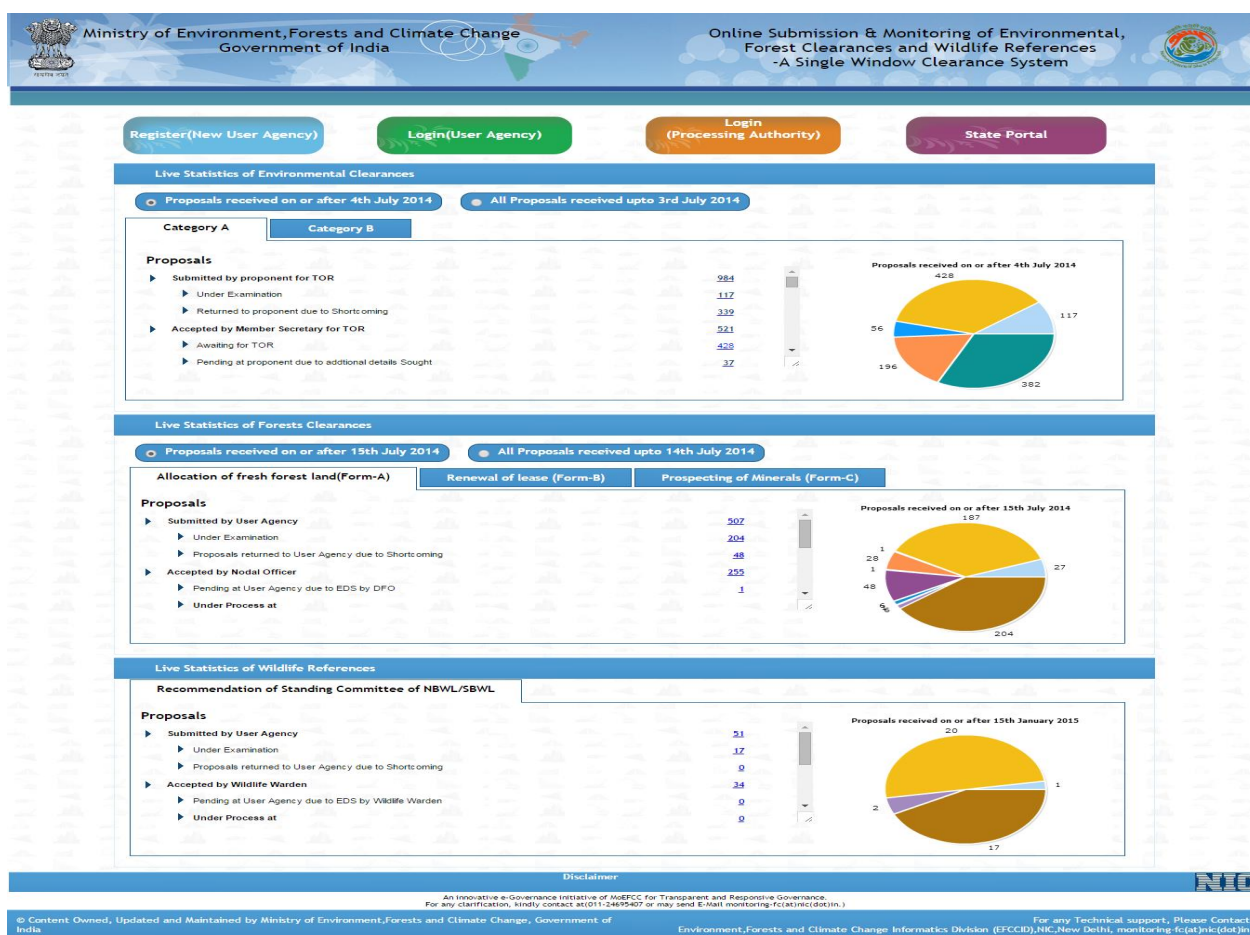 Ministry of Environment,Forests and Climate Change
Government of India
Online Submission & Monitoring of Environmental,
Forest Clearances and Wildlife References
-A Single Window Clearance System
Register(New User Agency)
Login(User Agency)
Login
(Processing Authority)
State Portal
Live Statistics of Environmental Clearances
Proposals received on or after 4th July 2014
All Proposals received upto 3rd July 2014
Category A
Category B
Proposals
Submitted by proponent for TOR 984
Under Examination 117
Returned to proponent due to Shortcoming 339
Accepted by Member Secretary for TOR 521
Awaiting for TOR 428
Pending at proponent due to addtional details Sought 37
Proposals received on or after 4th July 2014
428
117
56
196
382
Live Statistics of Forests Clearances
Proposals received on or after 15th July 2014
All Proposals received upto 14th July 2014
Allocation of fresh forest land(Form-A)
Renewal of lease (Form-B)
Prospecting of Minerals (Form-C)
Proposals
Submitted by User Agency 507
Under Examination 204
Proposals returned to User Agency due to Shortcoming 48
Accepted by Nodal Officer 255
Pending at User Agency due to EDS by DFO 1
Under Process at
Proposals received on or after 15th July 2014
187
1
28
1
27
48
204
Live Statistics of Wildlife References
Recommendation of Standing Committee of NBWL/SBWL
Proposals
Submitted by User Agency 51
Under Examination 17
Proposals returned to User Agency due to Shortcoming 0
Accepted by Wildlife Warden 34
Pending at User Agency due to EDS by Wildlife Warden 0
Under Process at 0
Proposals received on or after 15th January 2015
20
1
2
17
Disclaimer
NIC
An innovative e-Governance initiative of MoEFCC for Transparent and Responsive Governance.
For any clarification, kindly contact at(011-24695407 or may send E-Mail monitoring-fc(at)nic(dot)in.)
© Content Owned, Updated and Maintained by Ministry of Environment,Forests and Climate Change, Government of
India
For any Technical support, Please Contact
Environment,Forests and Climate Change Informatics Division (EFCCID),NIC,New Delhi, monitoring-fc(at)nic(dot)in